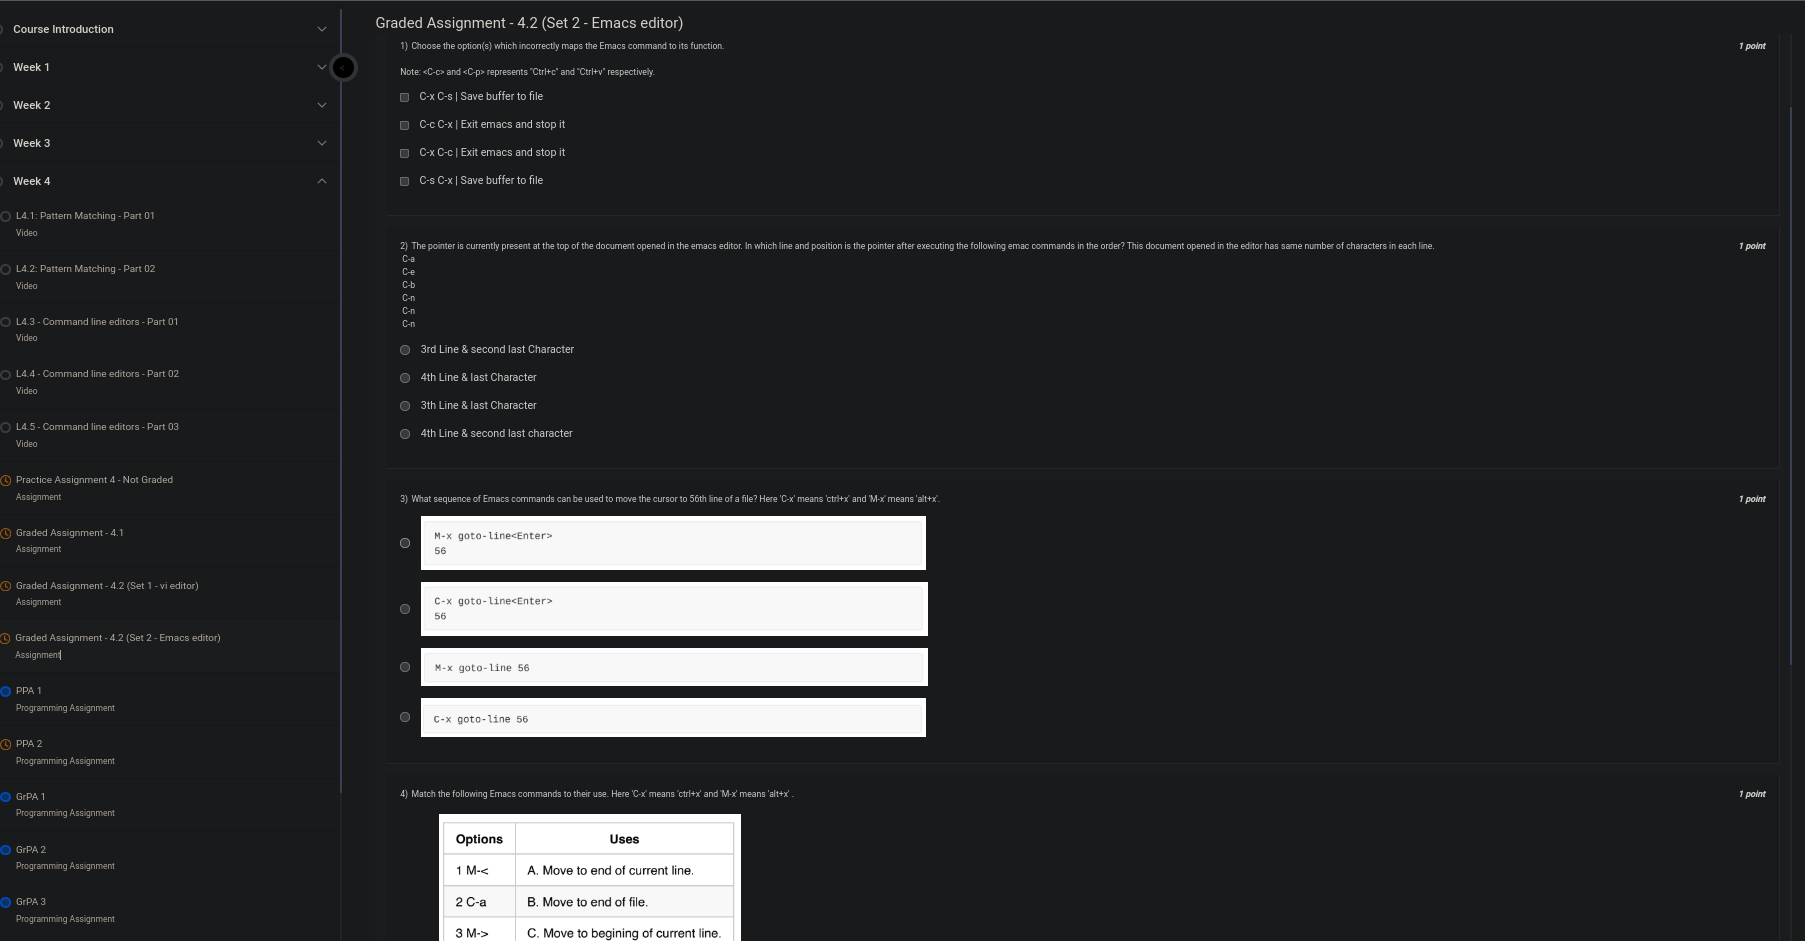 Course Introduction
Week 1
Week 2
Week 3
Week 4
L4.1: Pattern Matching - Part 01
Video
L4.2: Pattern Matching - Part 02
Video
L4.3 - Command line editors - Part 01
Video
L4.4 - Command line editors - Part 02
Video
L4.5 - Command line editors - Part 03
Video
Practice Assignment 4 - Not Graded
Assignment
Graded Assignment - 4.1
Assignment
Graded Assignment - 4.2 (Set 1 - vi editor)
Assignment
Graded Assignment - 4.2 (Set 2 - Emacs editor)
Assignment
PPA 1
Programming Assignment
PPA 2
Programming Assignment
GrPA 1
Programming Assignment
GrPA 2
Programming Assignment
GrPA 3
Programming Assignment
<
Graded Assignment - 4.2 (Set 2 - Emacs editor)
1) Choose the option(s) which incorrectly maps the Emacs command to its function. 1 point
Note: <C-c> and <C-p> represents "Ctrl+c" and "Ctrl+v" respectively.
C-x C-s | Save buffer to file
C-c C-x | Exit emacs and stop it
C-x C-c | Exit emacs and stop it
C-s C-x | Save buffer to file
2) The pointer is currently present at the top of the document opened in the emacs editor. In which line and position is the pointer after executing the following emac commands in the order? This document opened in the editor has same number of characters in each line. 1 point
C-a
C-e
C-b
C-n
C-n
C-n
3rd Line & second last Character
4th Line & last Character
3th Line & last Character
4th Line & second last character
3) What sequence of Emacs commands can be used to move the cursor to 56th line of a file? Here 'C-x' means 'ctrl+x' and 'M-x' means 'alt+x'. 1 point
M-x goto-line<Enter>
56
C-x goto-line<Enter>
56
M-x goto-line 56
C-x goto-line 56
4) Match the following Emacs commands to their use. Here 'C-x' means 'ctrl+x' and 'M-x' means 'alt+x' . 1 point
Options Uses
1 M-< A. Move to end of current line.
2 C-a B. Move to end of file.
3 M-> C. Move to begining of current line.